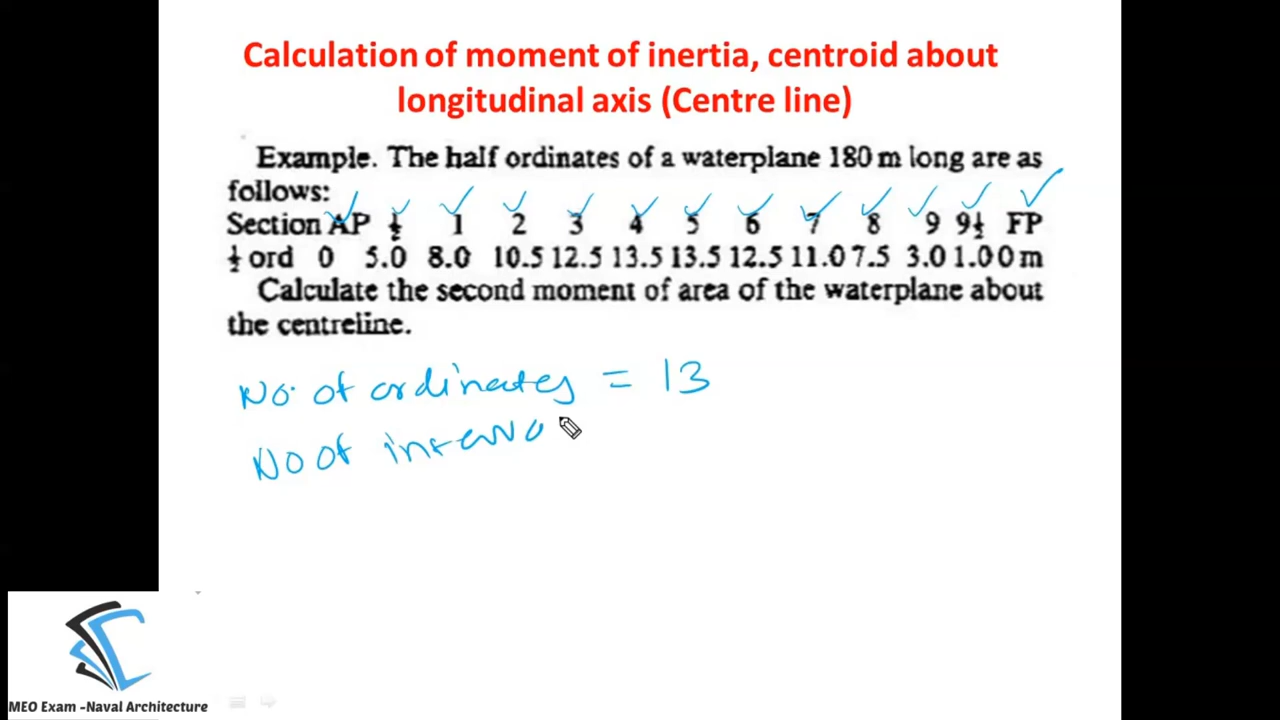 Calculation of moment of inertia, centroid about
longitudinal axis (Centre line)
Example. The half ordinates of a waterplane 180 m long are as
follows:
Section AP ½ 1 2 3 4 5 6 7 8 9 9½ FP
½ ord 0 5.0 8.0 10.5 12.5 13.5 13.5 12.5 11.0 7.5 3.0 1.0 0 m
Calculate the second moment of area of the waterplane about
the centreline.
No. of ordinates = 13
No of interva
MEO Exam -Naval Architecture